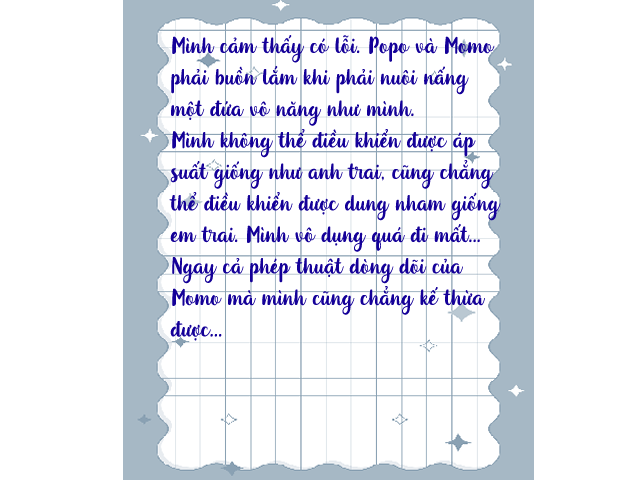 Mình cảm thấy có lỗi. Popo và Momo
phải buồn lắm khi phải nuôi nấng
một đứa vô năng như mình.
Mình không thể điều khiển được áp
suất giống như anh trai, cũng chẳng
thể điều khiển được dung nham giống
em trai. Mình vô dụng quá đi mất...
Ngay cả phép thuật dòng dõi của
Momo mà mình cũng chẳng kế thừa
được...